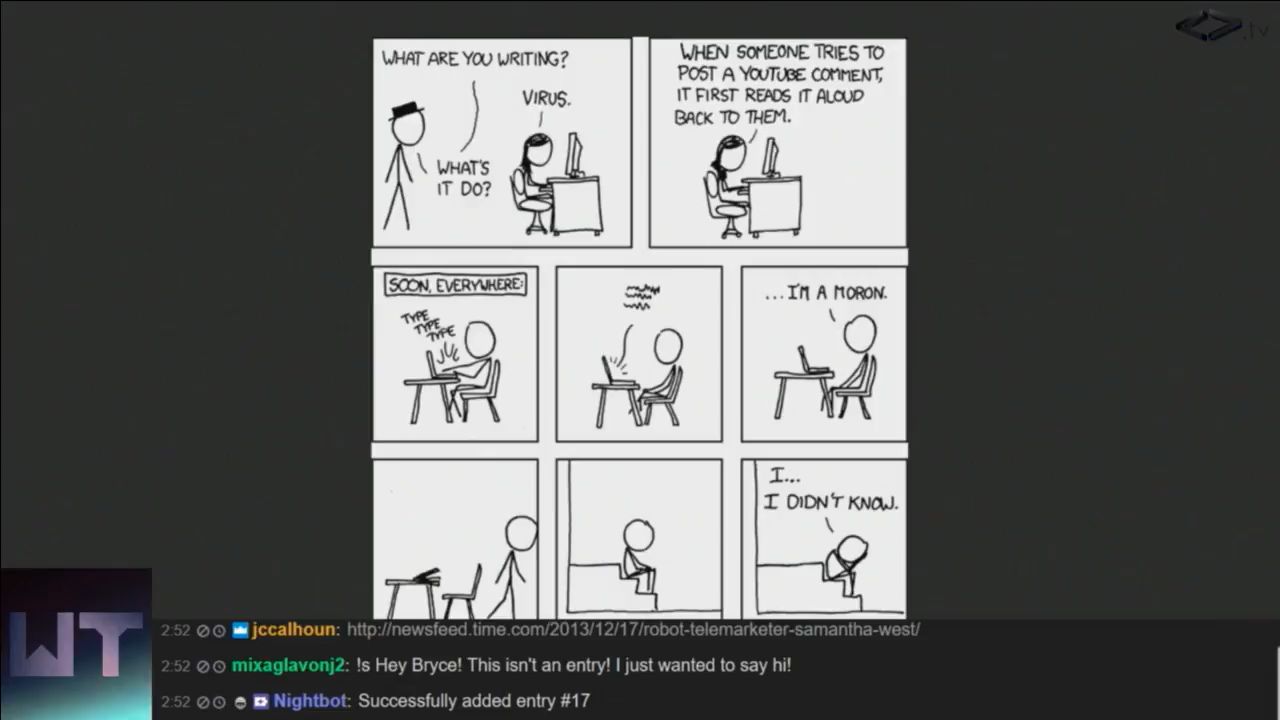 .tv
WHAT ARE YOU WRITING?
VIRUS.
WHAT'S
IT DO?
WHEN SOMEONE TRIES TO
POST A YOUTUBE COMMENT,
IT FIRST READS IT ALOUD
BACK TO THEM.
SOON, EVERYWHERE:
TYPE
TYPE
TYPE
...I'M A MORON.
I...
I DIDN'T KNOW.
WT
2:52 jccalhoun: http://newsfeed.time.com/2013/12/17/robot-telemarketer-samantha-west/
2:52 mixaglavonj2: !s Hey Bryce! This isn't an entry! I just wanted to say hi!
2:52 Nightbot: Successfully added entry #17